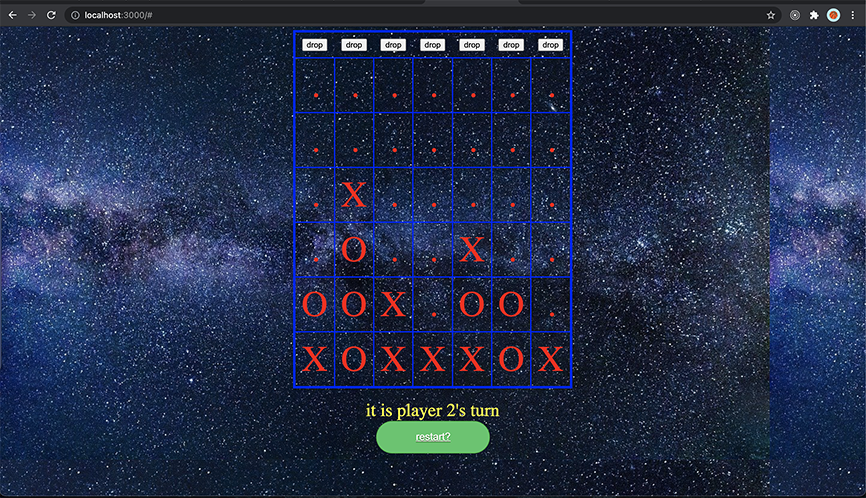 localhost:3000/#
drop drop drop drop drop drop drop
. . . . . . .
. . . . . . .
. X . . . . .
. O . . X . .
O O X . O O .
X O X X X O X
it is player 2's turn
restart?